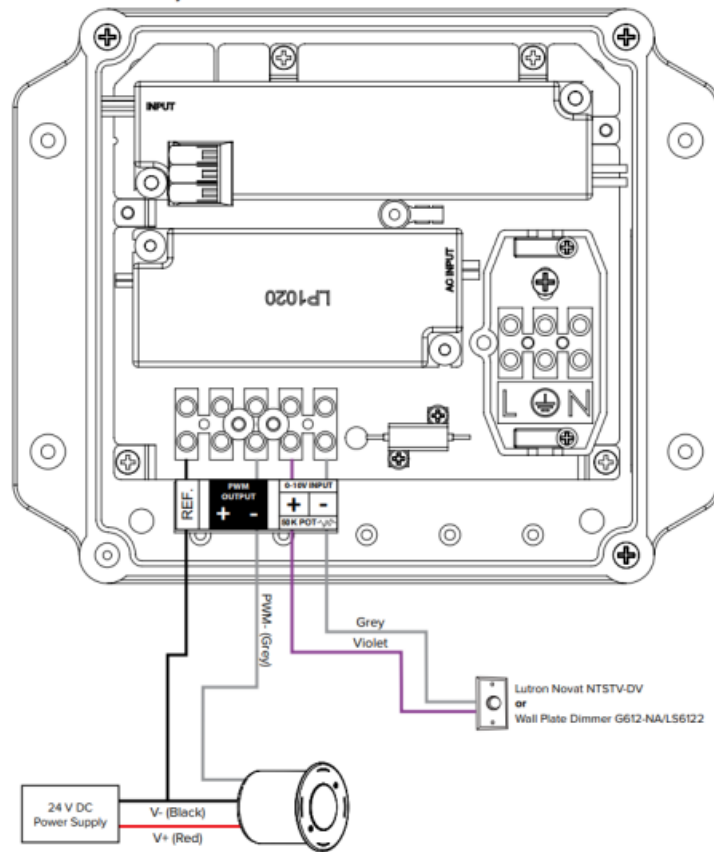 INPUT
LP1020
AC INPUT
L N
REF.
PWM
OUTPUT
+ -
0-10V INPUT
+ -
50 K POT
PWM- (Grey)
Grey
Violet
Lutron Novat NTSTV-DV
or
Wall Plate Dimmer G612-NA/LS6122
24 V DC
Power Supply
V- (Black)
V+ (Red)